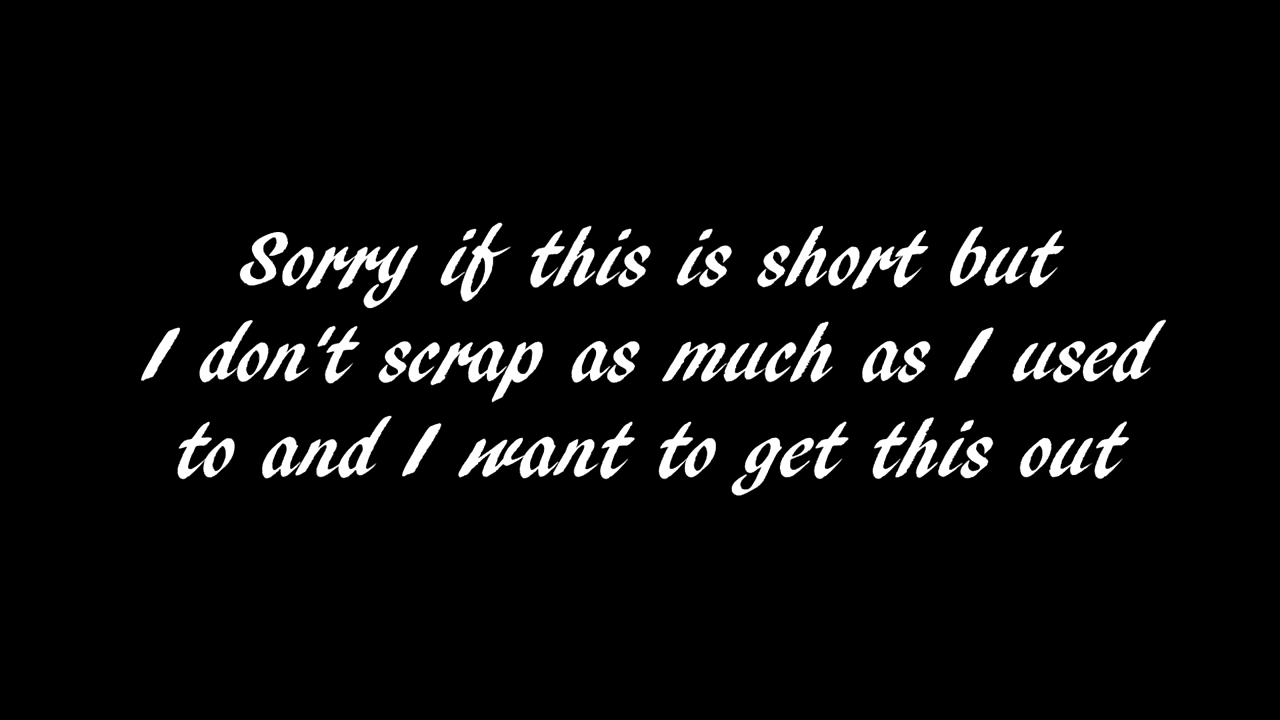 Sorry if this is short but
I don't scrap as much as I used
to and I want to get this out